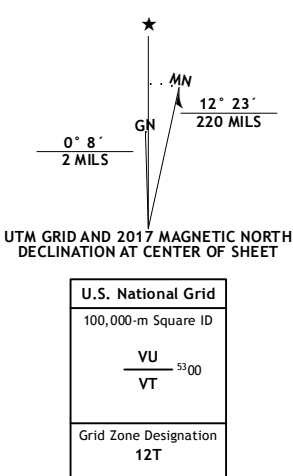 ★
MN
12° 23´
220 MILS
GN
0° 8´
2 MILS
UTM GRID AND 2017 MAGNETIC NORTH
DECLINATION AT CENTER OF SHEET
U.S. National Grid
100,000-m Square ID
VU
5300
VT
Grid Zone Designation
12T